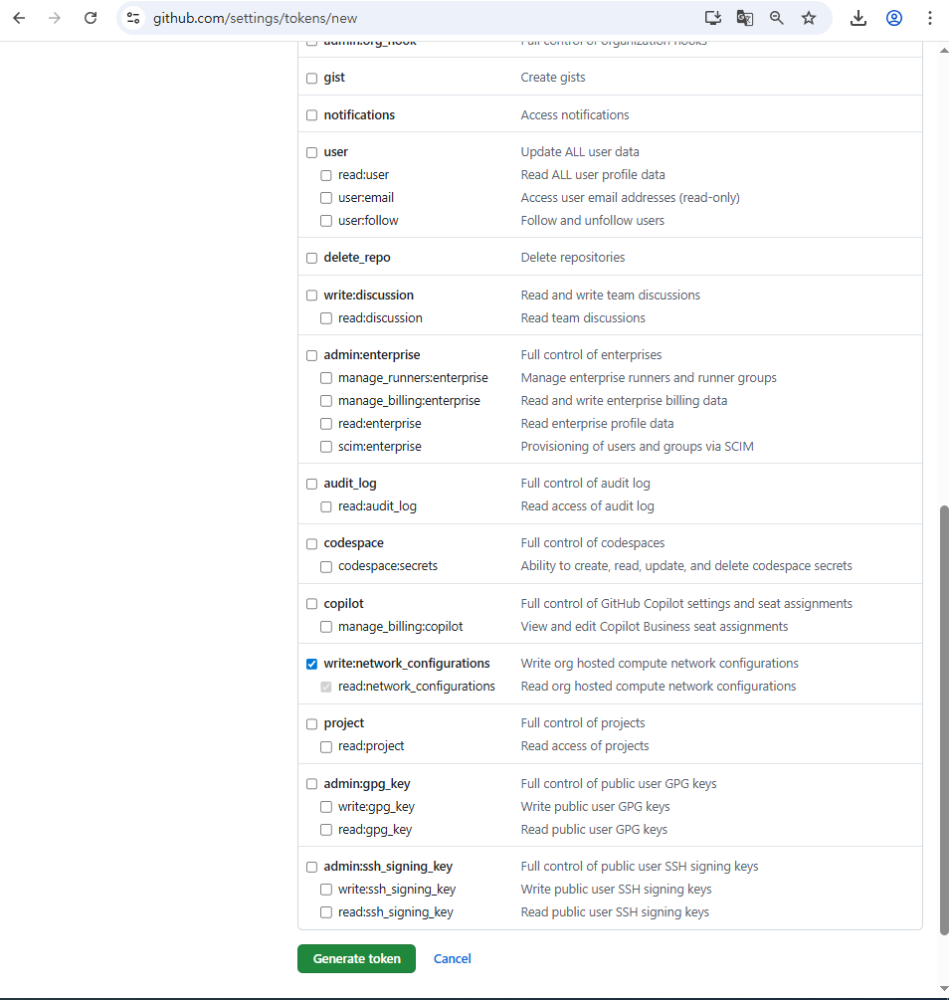 github.com/settings/tokens/new
admin:org_hook Full control of organization hooks
gist Create gists
notifications Access notifications
user Update ALL user data
read:user Read ALL user profile data
user:email Access user email addresses (read-only)
user:follow Follow and unfollow users
delete_repo Delete repositories
write:discussion Read and write team discussions
read:discussion Read team discussions
admin:enterprise Full control of enterprises
manage_runners:enterprise Manage enterprise runners and runner groups
manage_billing:enterprise Read and write enterprise billing data
read:enterprise Read enterprise profile data
scim:enterprise Provisioning of users and groups via SCIM
audit_log Full control of audit log
read:audit_log Read access of audit log
codespace Full control of codespaces
codespace:secrets Ability to create, read, update, and delete codespace secrets
copilot Full control of GitHub Copilot settings and seat assignments
manage_billing:copilot View and edit Copilot Business seat assignments
write:network_configurations Write org hosted compute network configurations
read:network_configurations Read org hosted compute network configurations
project Full control of projects
read:project Read access of projects
admin:gpg_key Full control of public user GPG keys
write:gpg_key Write public user GPG keys
read:gpg_key Read public user GPG keys
admin:ssh_signing_key Full control of public user SSH signing keys
write:ssh_signing_key Write public user SSH signing keys
read:ssh_signing_key Read public user SSH signing keys
Generate token Cancel